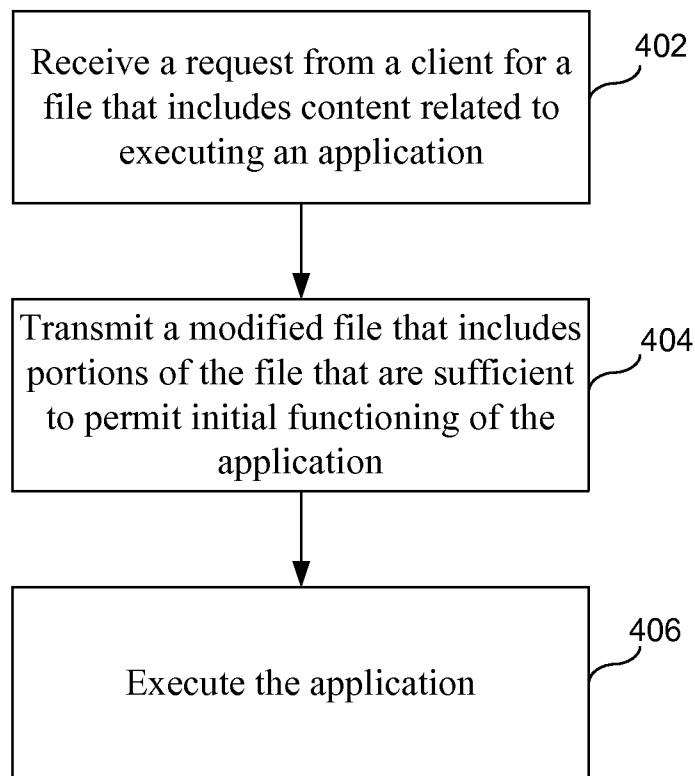 Receive a request from a client for a
file that includes content related to
executing an application
402
Transmit a modified file that includes
portions of the file that are sufficient
to permit initial functioning of the
application
404
Execute the application
406